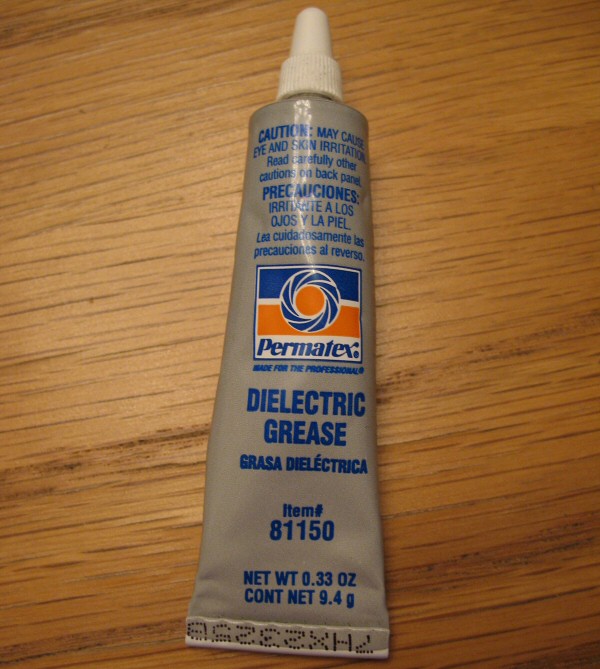 CAUTION: MAY CAUSE
EYE AND SKIN IRRITATION.
Read carefully other
cautions on back panel.
PRECAUCIONES:
IRRITANTE A LOS
OJOS Y LA PIEL.
Lea cuidadosamente las
precauciones al reverso.
Permatex®
MADE FOR THE PROFESSIONAL®
DIELECTRIC
GREASE
GRASA DIELÉCTRICA
Item#
81150
NET WT 0.33 OZ
CONT NET 9.4 g